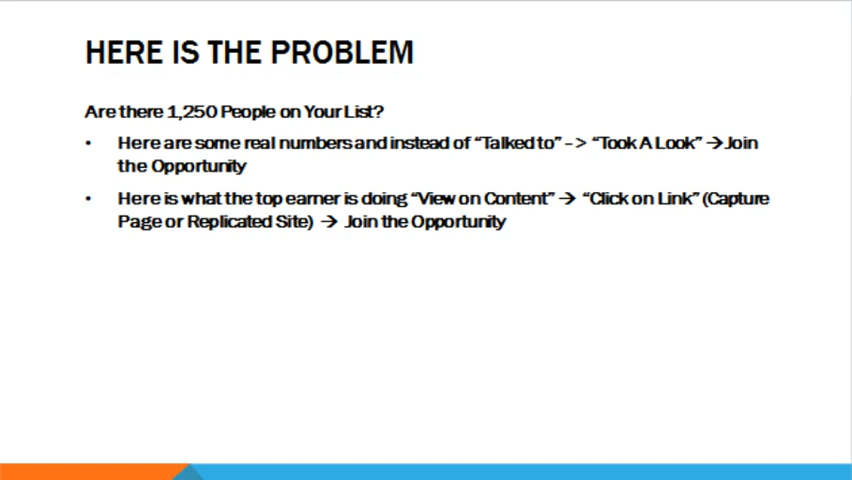 HERE IS THE PROBLEM
Are there 1,250 People on Your List?
• Here are some real numbers and instead of “Talked to” -> “Took A Look” →Join
the Opportunity
• Here is what the top earner is doing “View on Content” → “Click on Link” (Capture
Page or Replicated Site) → Join the Opportunity